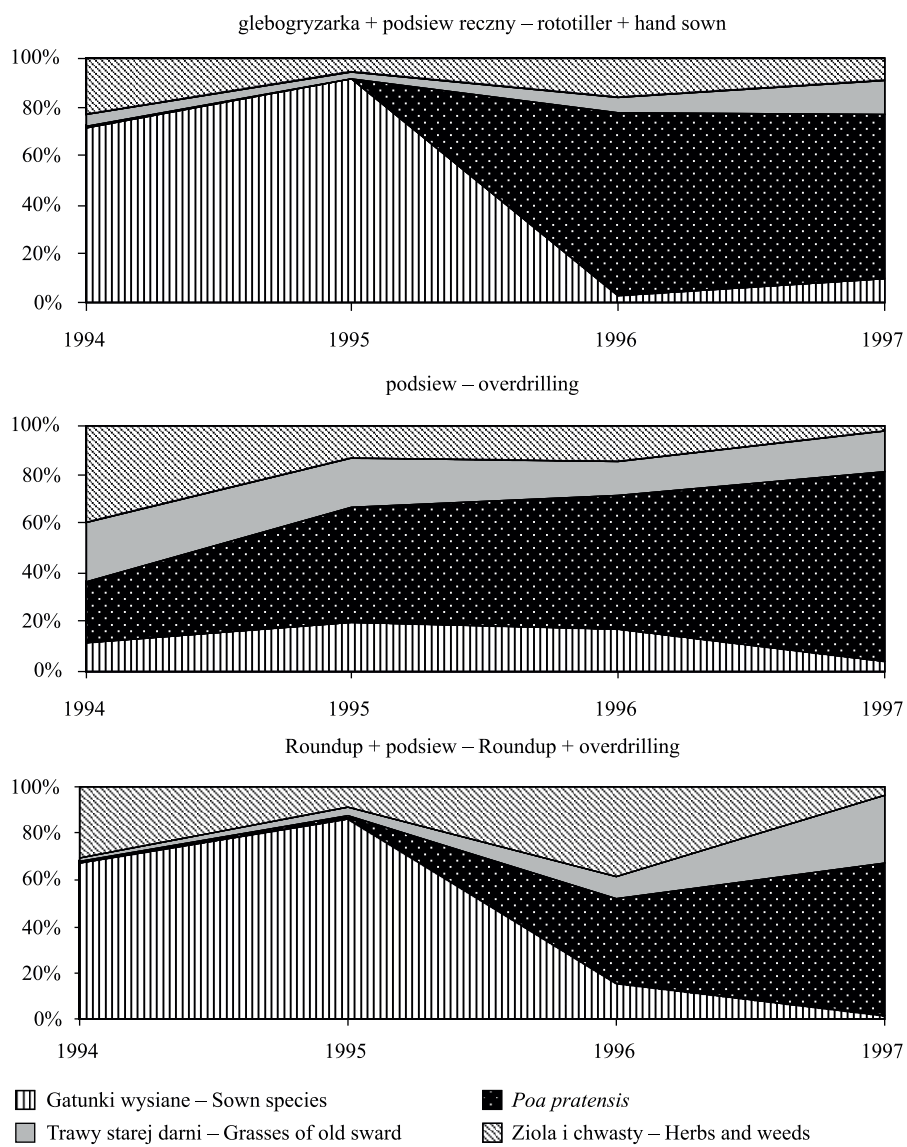 glebogryzarka + podsiew reczny – rototiller + hand sown
100%
80%
60%
40%
20%
0%
1994 1995 1996 1997
podsiew – overdrilling
100%
80%
60%
40%
20%
0%
1994 1995 1996 1997
Roundup + podsiew – Roundup + overdrilling
100%
80%
60%
40%
20%
0%
1994 1995 1996 1997
Gatunki wysiane – Sown species
Poa pratensis
Trawy starej darni – Grasses of old sward
Ziola i chwasty – Herbs and weeds